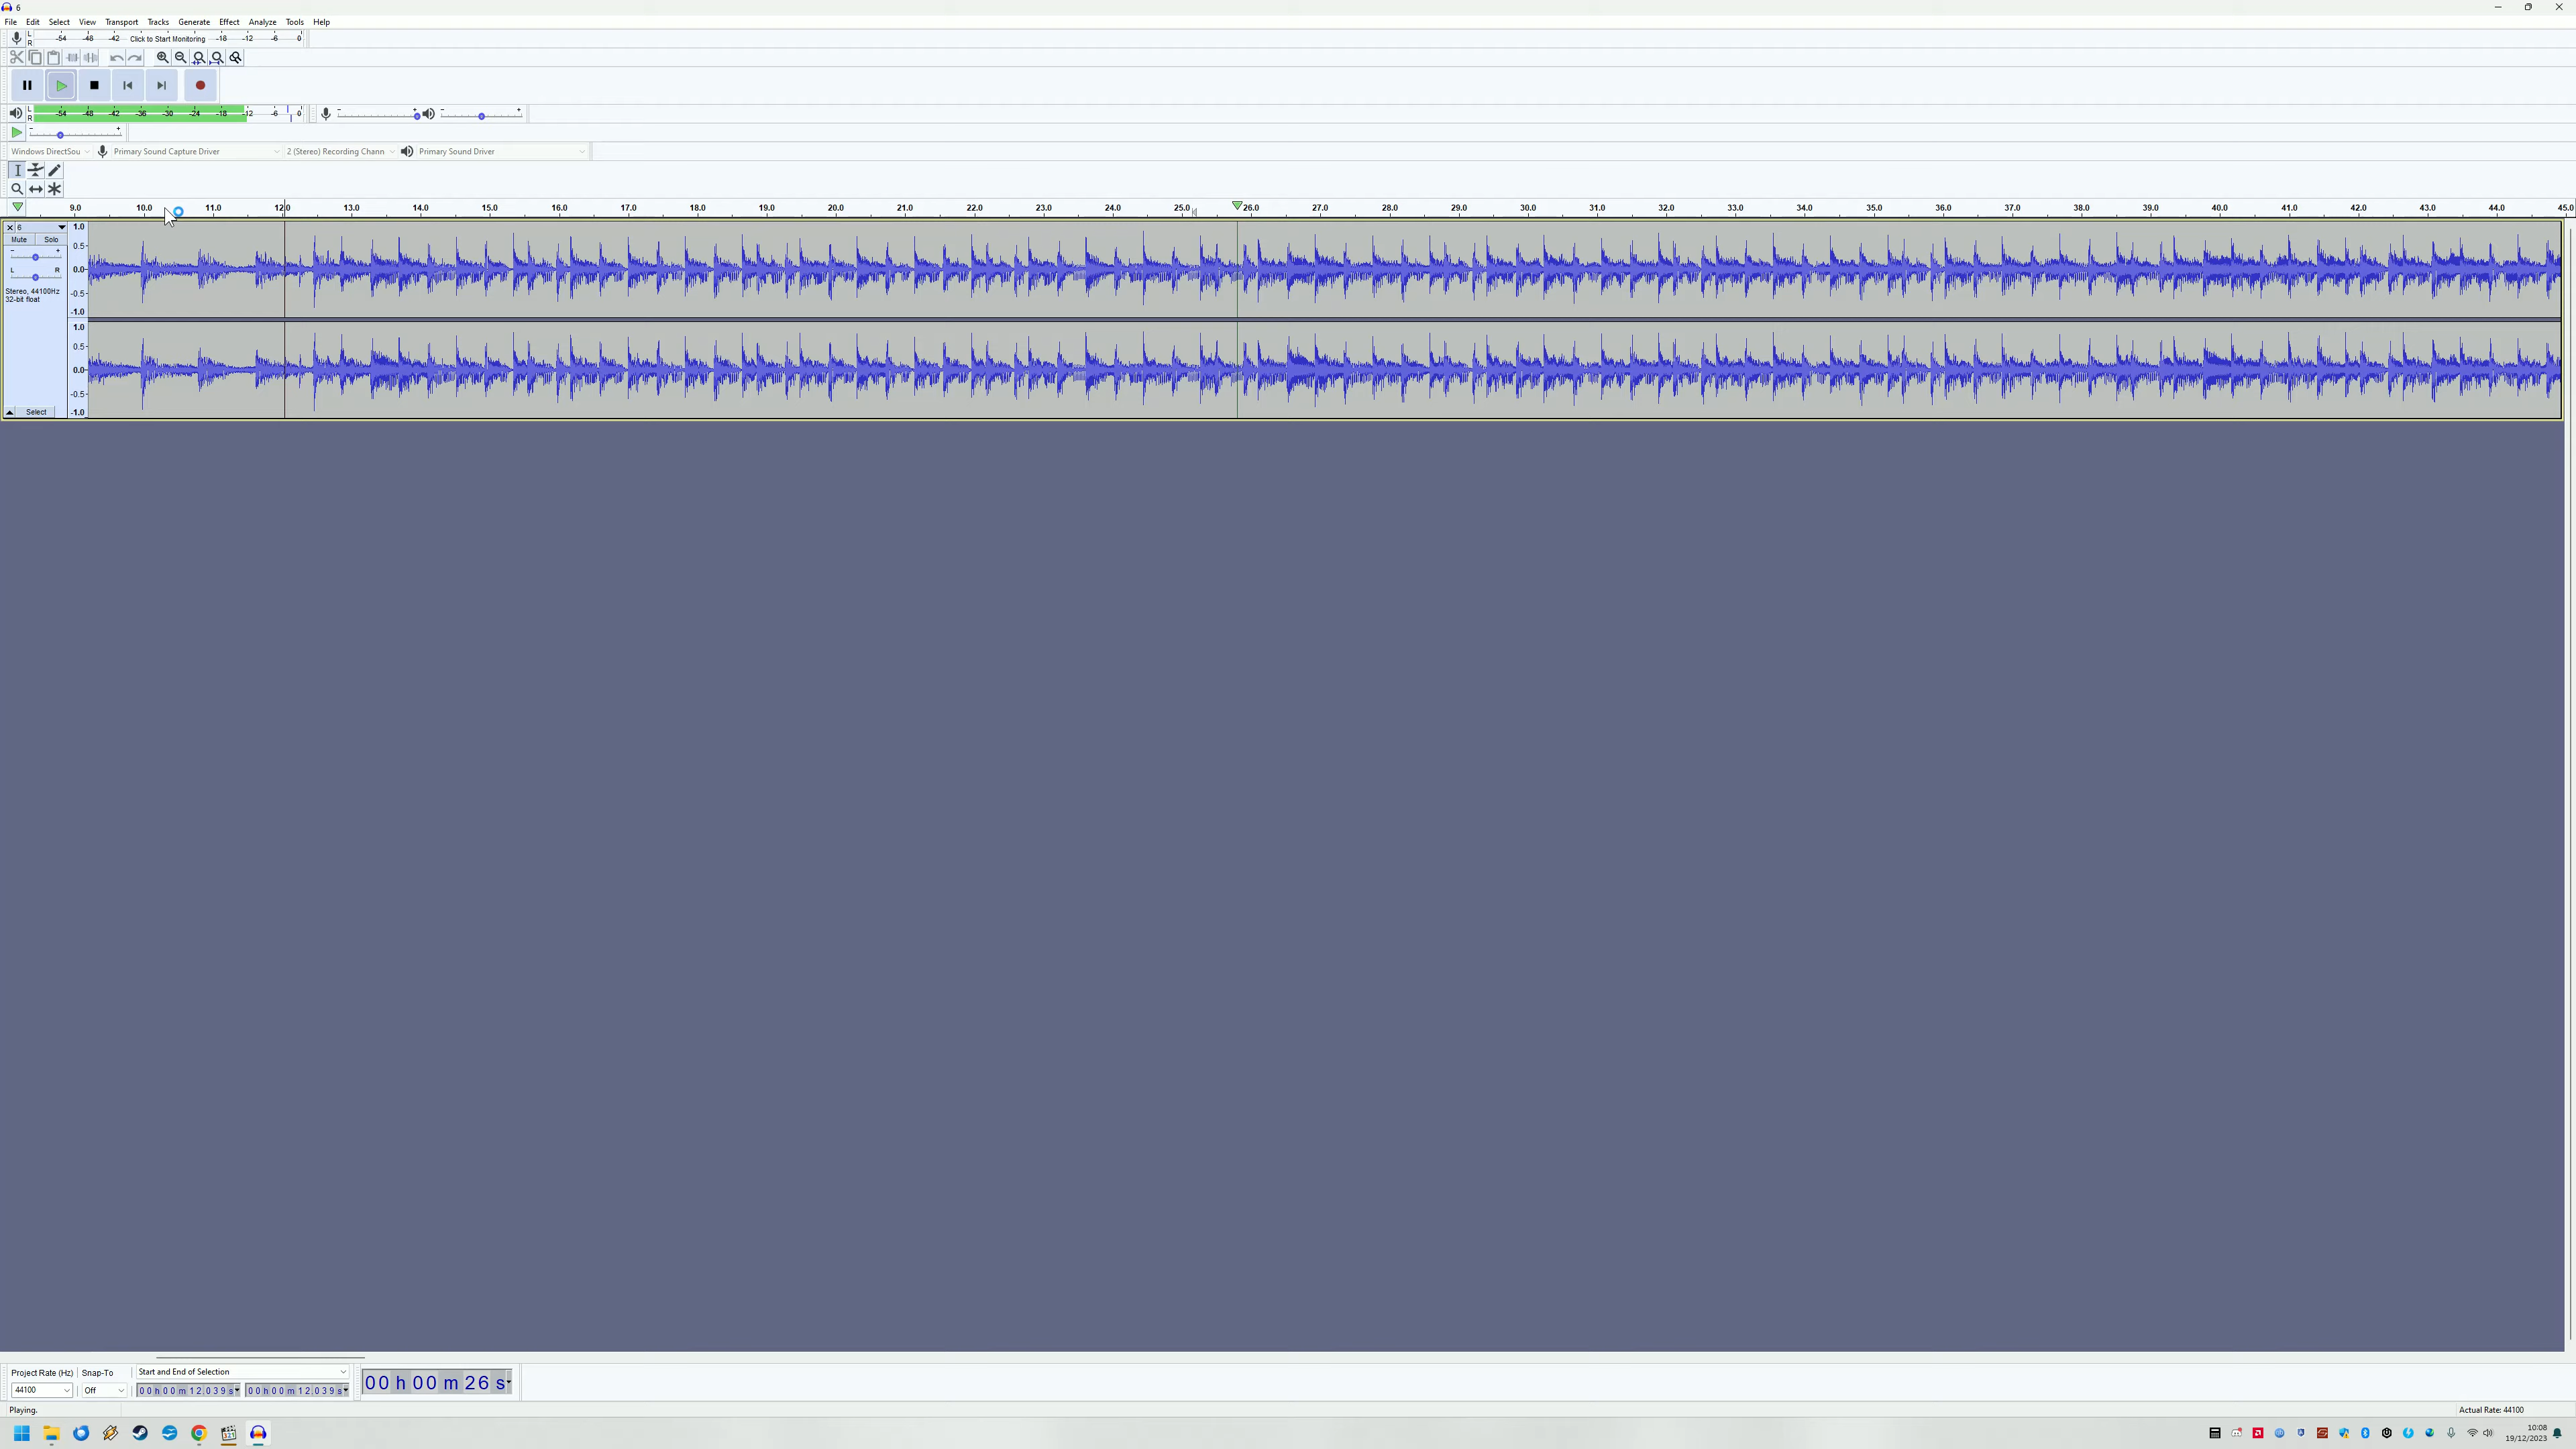 6
File Edit Select View Transport Tracks Generate Effect Analyze Tools Help
L R -54 -48 -42 Click to Start Monitoring -18 -12 -6 0
L R -54 -48 -42 -36 -30 -24 -18 -12 -6 0 - + - +
- +
Windows DirectSou Primary Sound Capture Driver 2 (Stereo) Recording Chann Primary Sound Driver
9.0 10.0 11.0 12.0 13.0 14.0 15.0 16.0 17.0 18.0 19.0 20.0 21.0 22.0 23.0 24.0 25.0 26.0 27.0 28.0 29.0 30.0 31.0 32.0 33.0 34.0 35.0 36.0 37.0 38.0 39.0 40.0 41.0 42.0 43.0 44.0 45.0
6 1.0
Mute Solo 0.5
- +
L R 0.0
Stereo, 44100Hz -0.5
32-bit float
-1.0
1.0
0.5
0.0
-0.5
Select -1.0
Project Rate (Hz) Snap-To Start and End of Selection
44100 Off 00 h 00 m 12.039 s 00 h 00 m 12.039 s 00 h 00 m 26 s
Playing. Actual Rate: 44100
321
10:08
19/12/2023